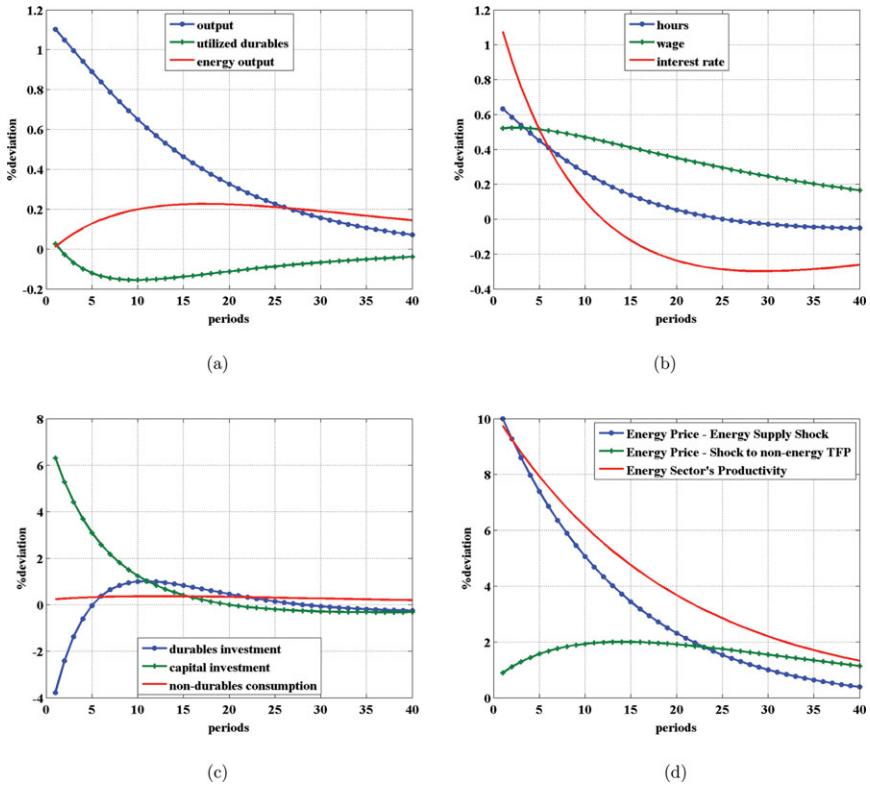 1.2
1
0.8
0.6
0.4
0.2
0
-0.2
%deviation
output
utilized durables
energy output
0 5 10 15 20 25 30 35 40
periods
(a)
1.2
1
0.8
0.6
0.4
0.2
0
-0.2
-0.4
%deviation
hours
wage
interest rate
0 5 10 15 20 25 30 35 40
periods
(b)
8
6
4
2
0
-2
-4
%deviation
durables investment
capital investment
non-durables consumption
0 5 10 15 20 25 30 35 40
periods
(c)
10
8
6
4
2
0
%deviation
Energy Price - Energy Supply Shock
Energy Price - Shock to non-energy TFP
Energy Sector's Productivity
0 5 10 15 20 25 30 35 40
periods
(d)